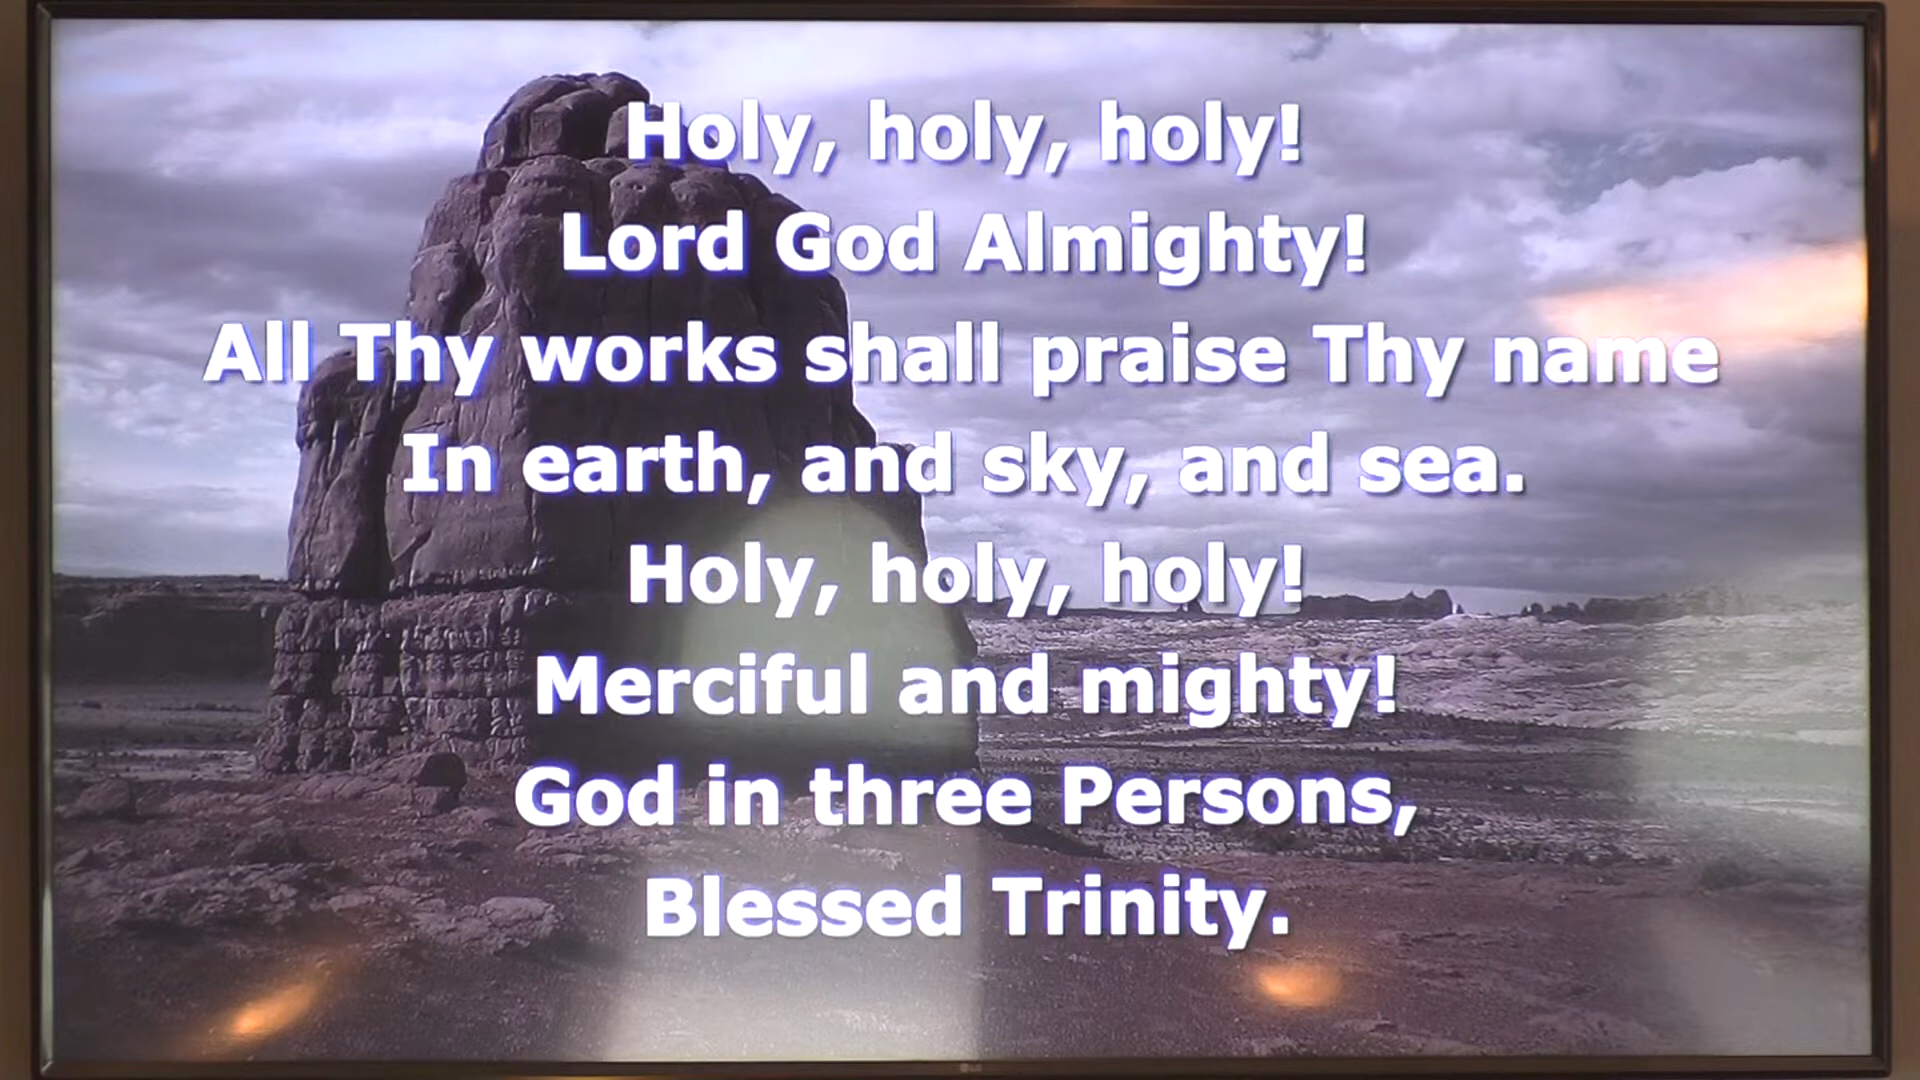 Holy, holy, holy!
Lord God Almighty!
All Thy works shall praise Thy name
In earth, and sky, and sea.
Holy, holy, holy!
Merciful and mighty!
God in three Persons,
Blessed Trinity.
LG